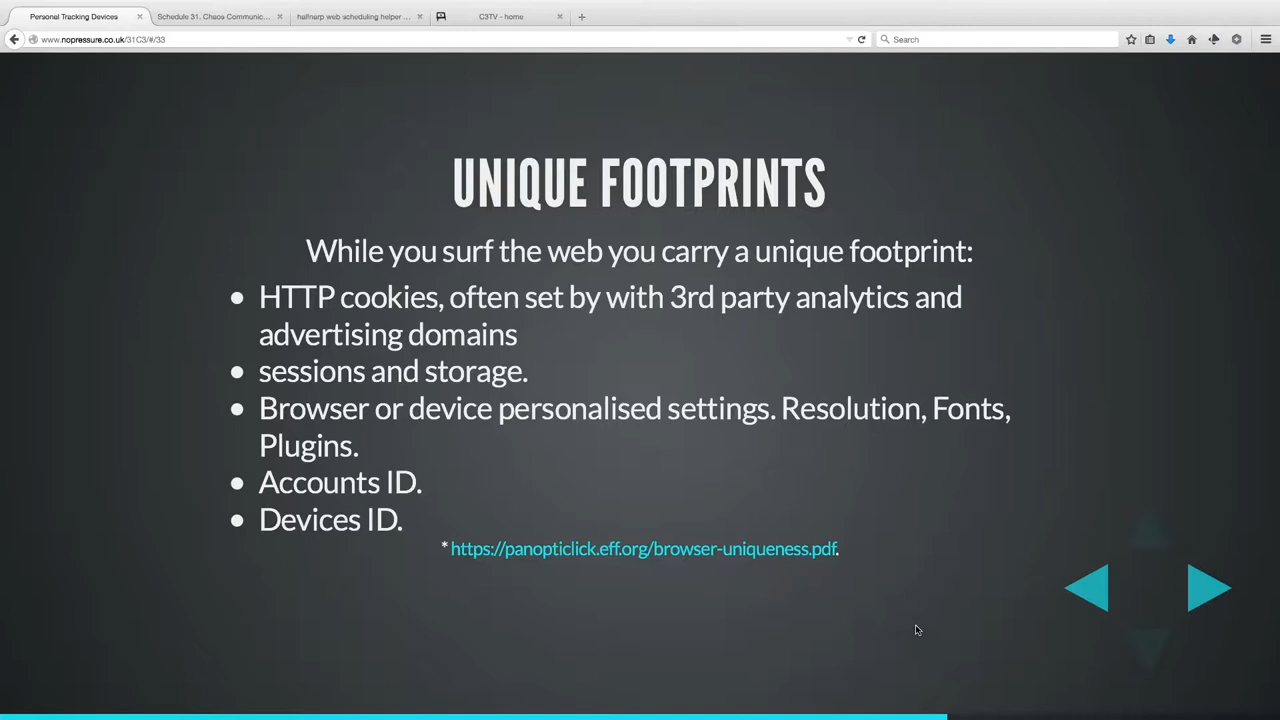 Personal Tracking Devices
Schedule 31. Chaos Communic...
halfnarp web scheduling helper ...
C3TV - home
www.nopressure.co.uk/31C3/#/33
Search
UNIQUE FOOTPRINTS
While you surf the web you carry a unique footprint:
• HTTP cookies, often set by with 3rd party analytics and
advertising domains
• sessions and storage.
• Browser or device personalised settings. Resolution, Fonts,
Plugins.
• Accounts ID.
• Devices ID.
* https://panopticlick.eff.org/browser-uniqueness.pdf.